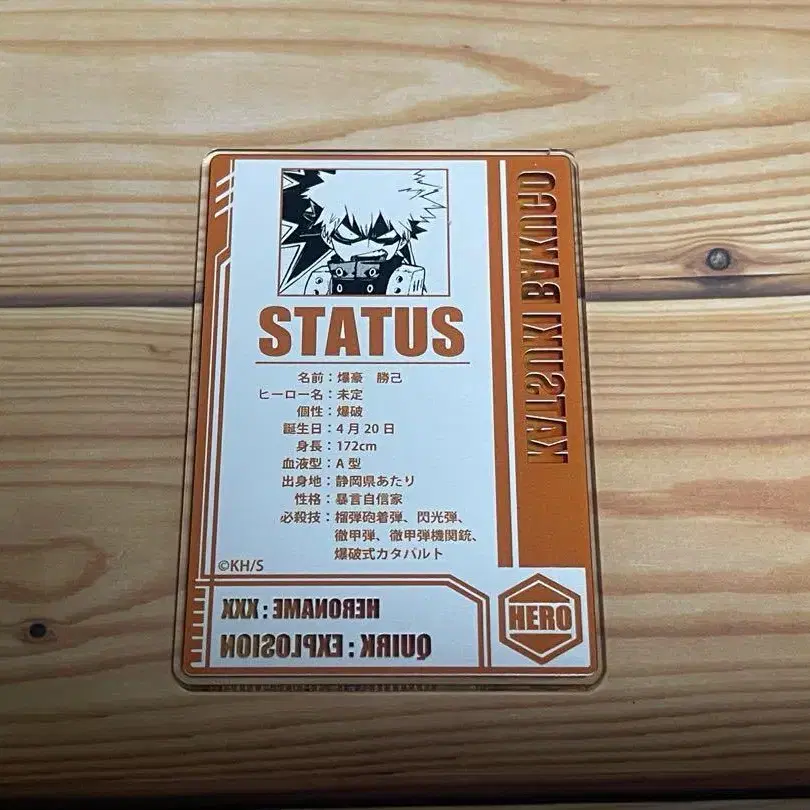 STATUS
名前：爆豪　勝己
ヒーロー名：未定
個性：爆破
誕生日：4月20日
身長：172cm
血液型：A型
出身地：静岡県あたり
性格：暴言自信家
必殺技：榴弾砲着弾、閃光弾、
徹甲弾、徹甲弾機関銃、
爆破式カタパルト
©KH/S
KATSUKI BAKUGO
HERONAME : XXX
QUIRK : EXPLOSION
HERO